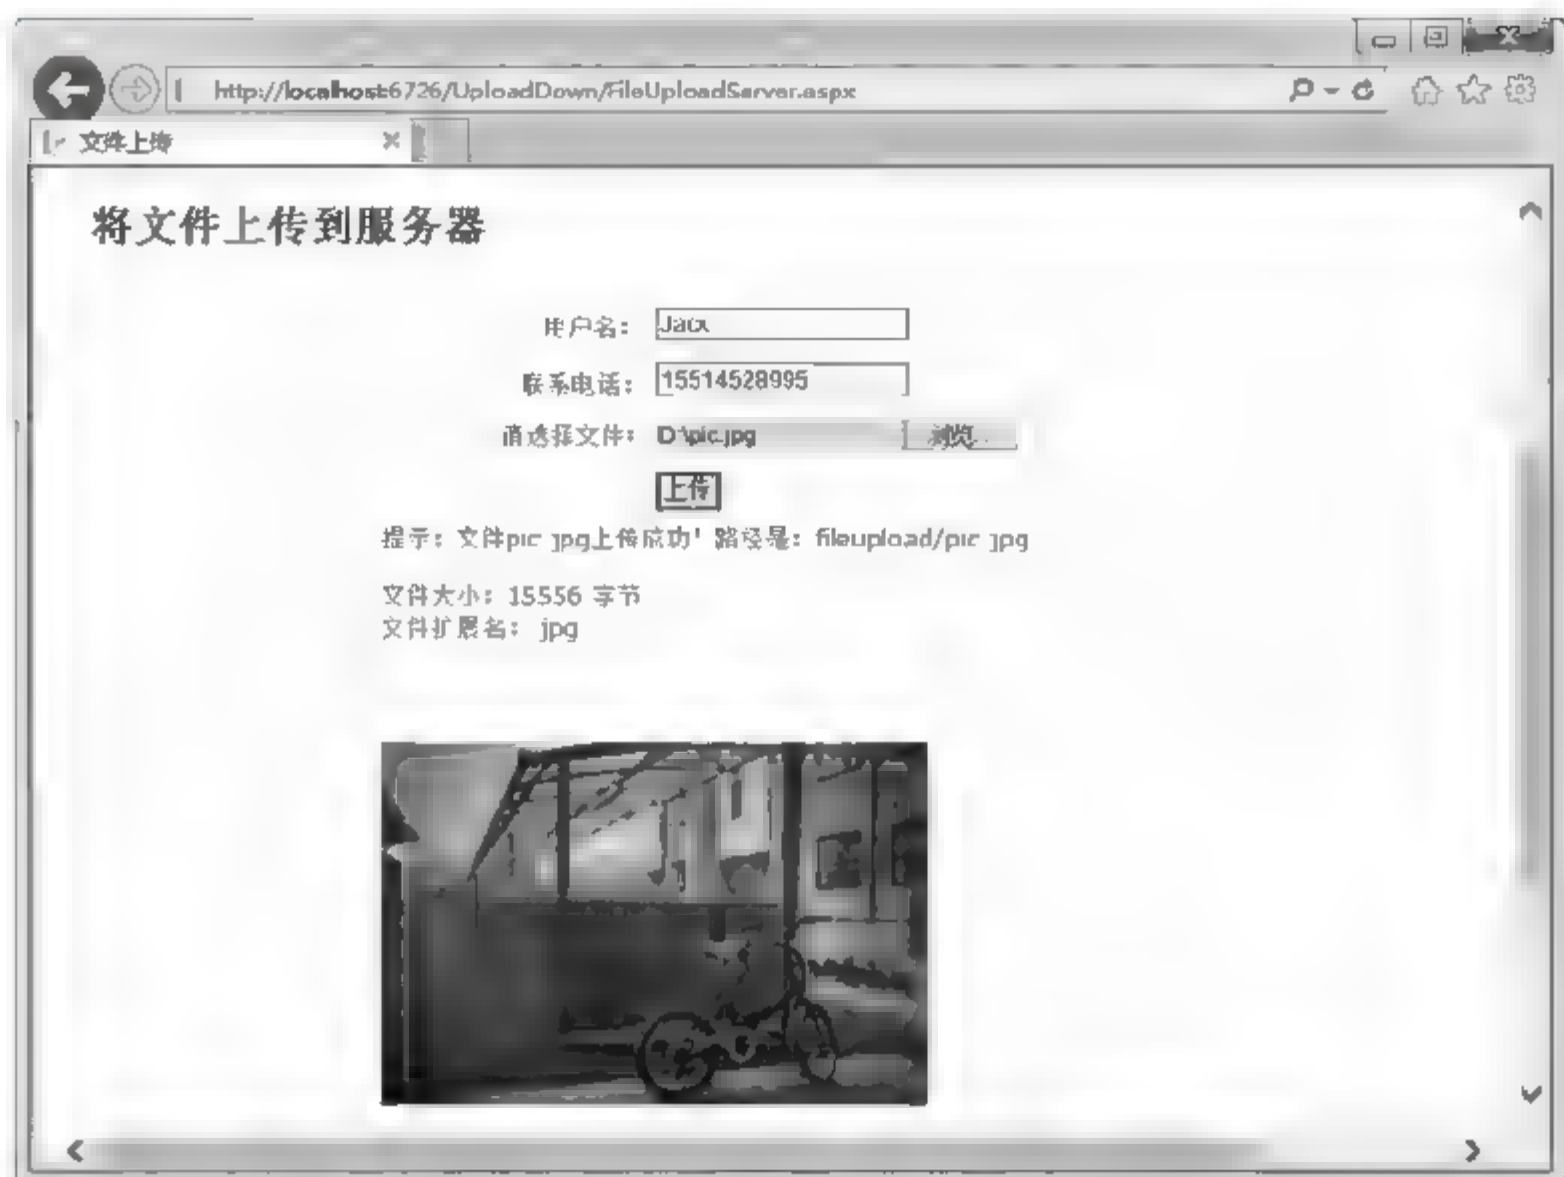 http://localhost:6726/UploadDown/FileUploadServer.aspx
文件上传
将文件上传到服务器
用户名：
联系电话： 15514528995
请选择文件： D:\pic.jpg 浏览...
上传
提示：文件pic.jpg上传成功！路径是：fileupload/pic.jpg
文件大小：15556 字节
文件扩展名：.jpg